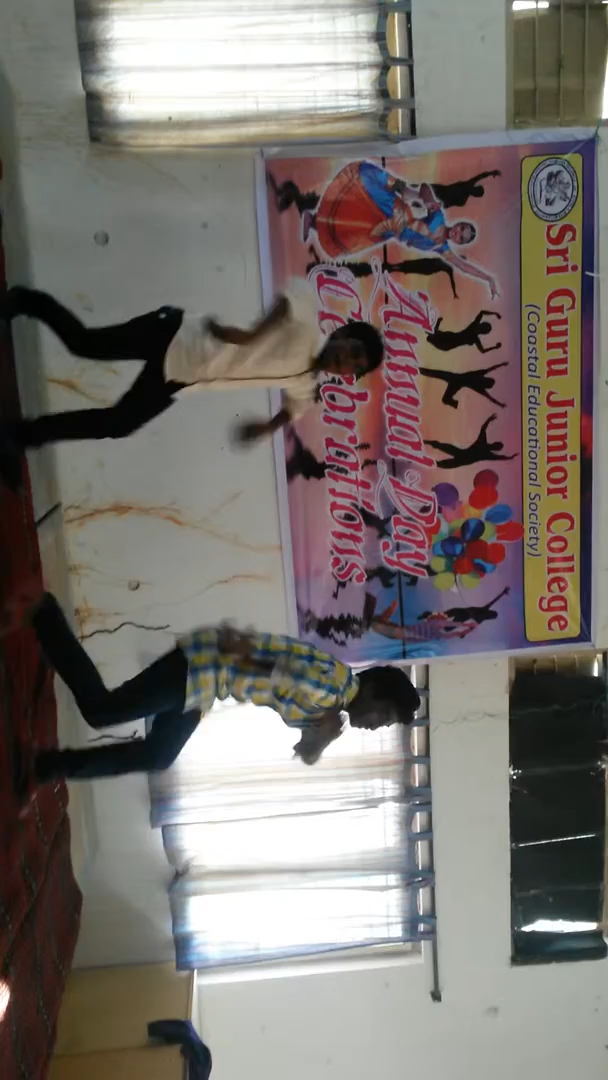 Sri Guru Junior College
(Coastal Educational Society)
Annual Day
Celebrations